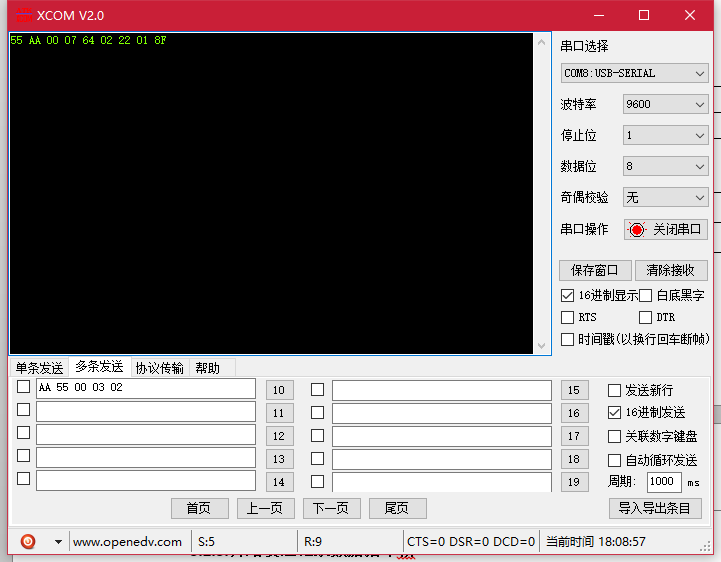 XCOM V2.0
55 AA 00 07 64 02 22 01 8F
串口选择
COM8:USB-SERIAL
波特率 9600
停止位 1
数据位 8
奇偶校验 无
串口操作 关闭串口
保存窗口 清除接收
16进制显示 白底黑字
RTS DTR
时间戳(以换行回车断帧)
单条发送 多条发送 协议传输 帮助
AA 55 00 03 02 10 15 发送新行
11 16 16进制发送
12 17 关联数字键盘
13 18 自动循环发送
14 19 周期: 1000 ms
首页 上一页 下一页 尾页 导入导出条目
www.openedv.com S:5 R:9 CTS=0 DSR=0 DCD=0 当前时间 18:08:57